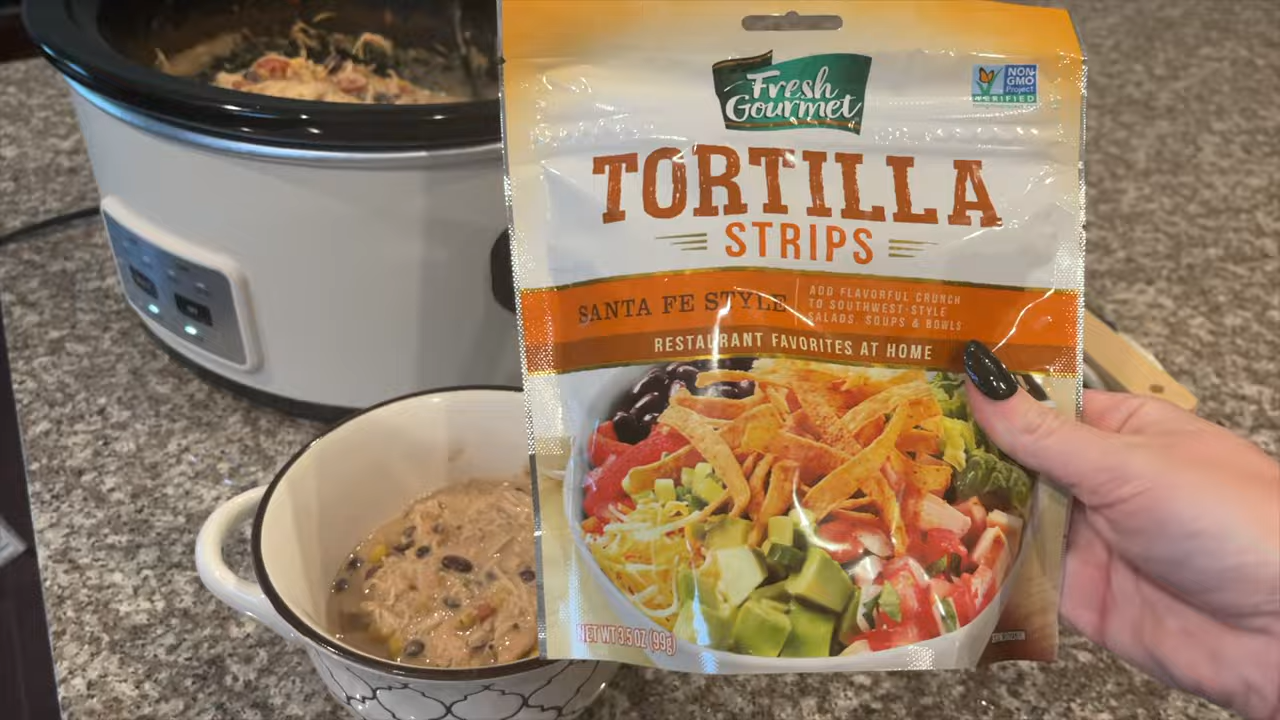 Fresh
Gourmet
NON
GMO
Project
VERIFIED
TORTILLA
STRIPS
SANTA FE STYLE
ADD FLAVORFUL CRUNCH
TO SOUTHWEST-STYLE
SALADS, SOUPS & BOWLS
RESTAURANT FAVORITES AT HOME
NET WT 3.5 OZ (99g)